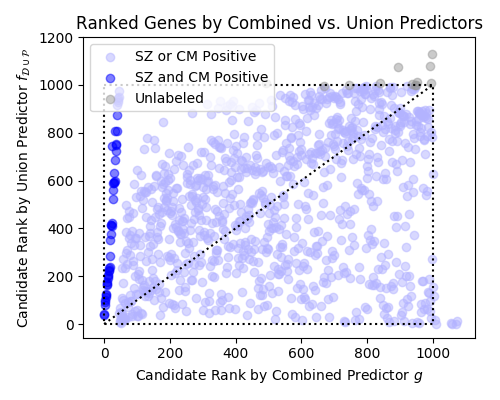 Ranked Genes by Combined vs. Union Predictors
SZ or CM Positive
SZ and CM Positive
Unlabeled
1200
1000
800
600
400
200
0
Candidate Rank by Union Predictor f_{𝒟∪𝒫}
0 200 400 600 800 1000
Candidate Rank by Combined Predictor g